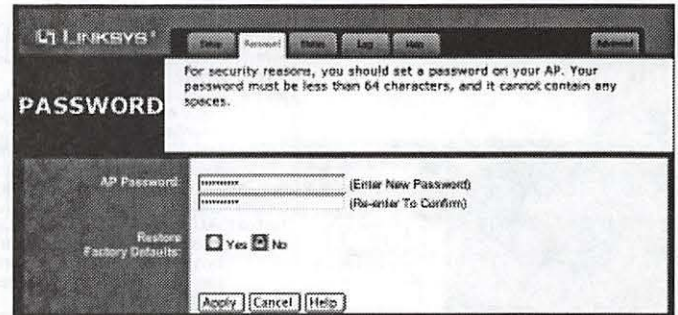 LINKSYS®
Setup Password Status Log Help Advanced
PASSWORD
For security reasons, you should set a password on your AP. Your
password must be less than 64 characters, and it cannot contain any
spaces.
AP Password: ********** (Enter New Password)
********** (Re-enter To Confirm)
Restore
Factory Defaults: Yes No
Apply Cancel Help